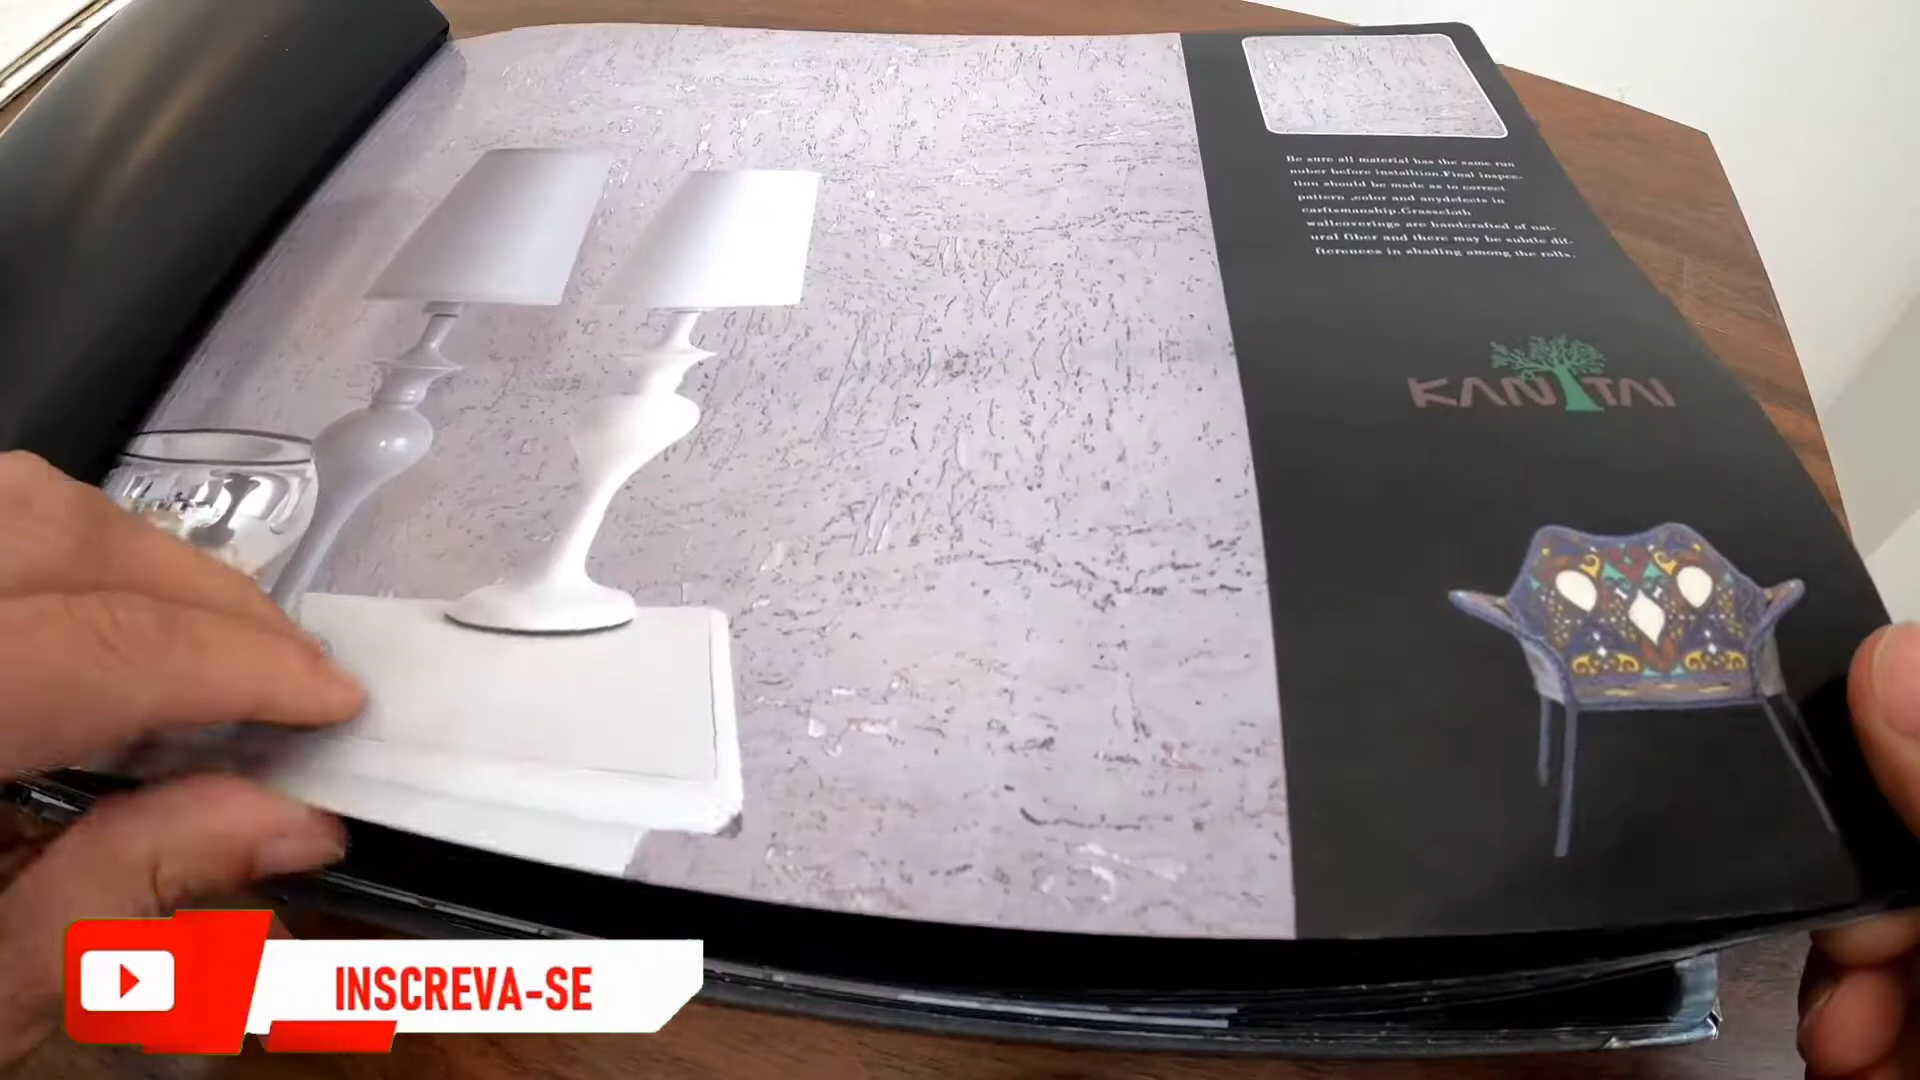 Be sure all material has the same run
nuber before installtion.Final inspec-
tion should be made as to correct
pattern ,color and anydefects in
carftsmanship.Grasscloth
wallcoverings are handcrafted of nat-
ural fiber and there may be subtle dif-
fierences in shading among the rolls.
KANTAI
INSCREVA-SE